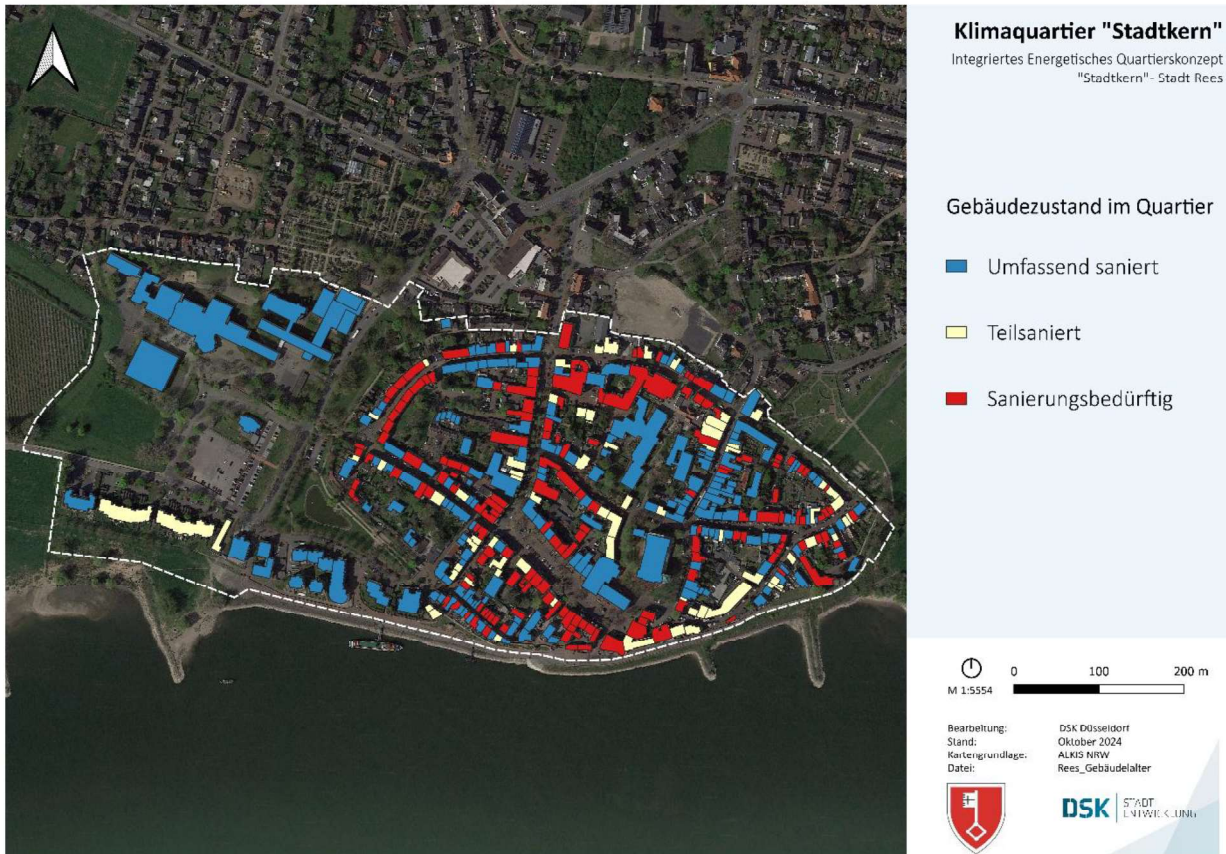 Klimaquartier "Stadtkern"
Integriertes Energetisches Quartierskonzept
"Stadtkern"- Stadt Rees
Gebäudezustand im Quartier
Umfassend saniert
Teilsaniert
Sanierungsbedürftig
0 100 200 m
M 1:5554
Bearbeitung: DSK Düsseldorf
Stand: Oktober 2024
Kartengrundlage: ALKIS NRW
Datei: Rees_Gebäudelalter
DSK STADT
ENTWICKLUNG